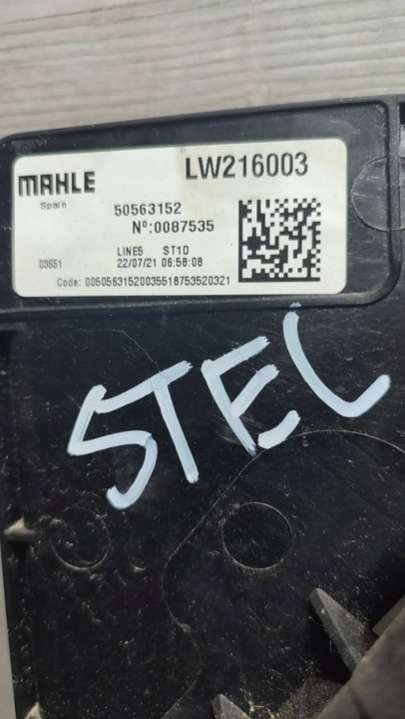 MAHLE LW216003
Spain
50563152
Nº:0087535
LINE5 ST10
03651 22/07/21 06:58:08
Code: 00505631520035518753520321
STEL